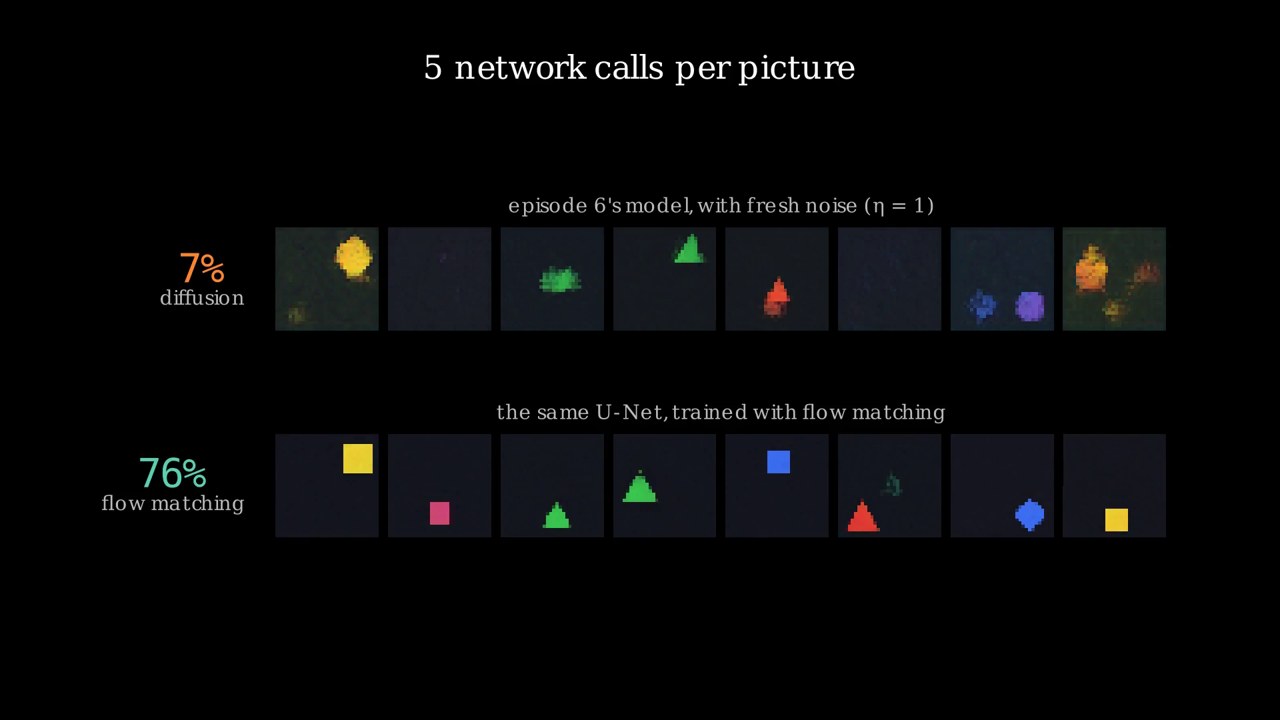 5 network calls per picture
episode 6's model, with fresh noise (η = 1)
7%
diffusion
the same U-Net, trained with flow matching
76%
flow matching